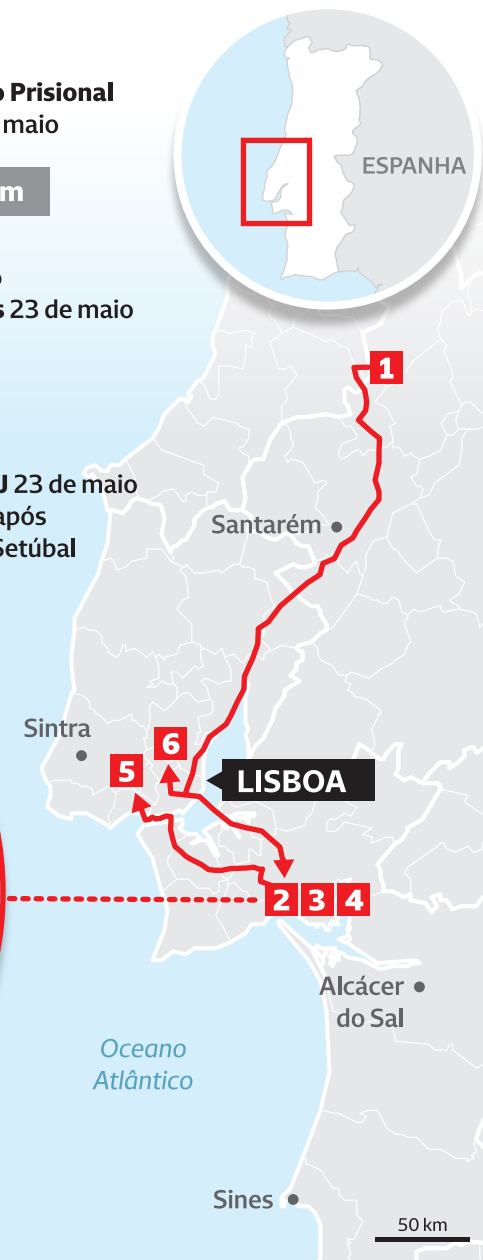 Prisional
maio
ESPANHA
m
23 de maio
1
23 de maio
após
Setúbal
Santarém
Sintra
6
5
LISBOA
2 3 4
Alcácer
do Sal
Oceano
Atlântico
Sines
50 km